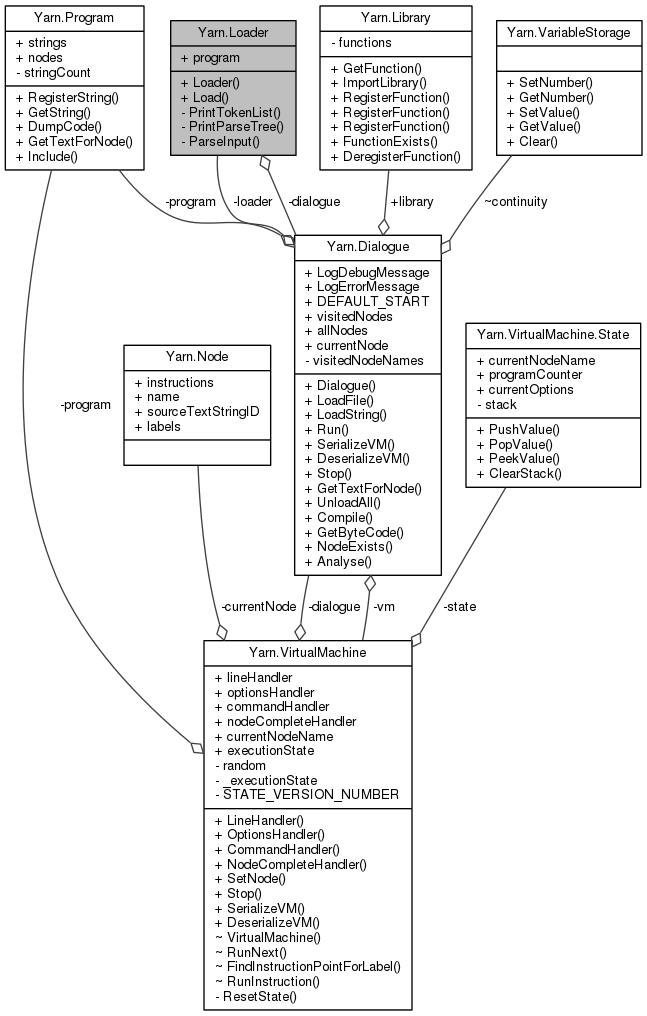 Yarn.Program
+ strings
+ nodes
- stringCount
+ RegisterString()
+ GetString()
+ DumpCode()
+ GetTextForNode()
+ Include()
Yarn.Loader
+ program
+ Loader()
+ Load()
- PrintTokenList()
- PrintParseTree()
- ParseInput()
Yarn.Library
- functions
+ GetFunction()
+ ImportLibrary()
+ RegisterFunction()
+ RegisterFunction()
+ RegisterFunction()
+ FunctionExists()
+ DeregisterFunction()
Yarn.VariableStorage
+ SetNumber()
+ GetNumber()
+ SetValue()
+ GetValue()
+ Clear()
-program
-loader
-dialogue
+library
~continuity
Yarn.Dialogue
+ LogDebugMessage
+ LogErrorMessage
+ DEFAULT_START
+ visitedNodes
+ allNodes
+ currentNode
- visitedNodeNames
+ Dialogue()
+ LoadFile()
+ LoadString()
+ Run()
+ SerializeVM()
+ DeserializeVM()
+ Stop()
+ GetTextForNode()
+ UnloadAll()
+ Compile()
+ GetByteCode()
+ NodeExists()
+ Analyse()
Yarn.VirtualMachine.State
+ currentNodeName
+ programCounter
+ currentOptions
- stack
+ PushValue()
+ PopValue()
+ PeekValue()
+ ClearStack()
Yarn.Node
+ instructions
+ name
+ sourceTextStringID
+ labels
-program
-currentNode
-dialogue
-vm
-state
Yarn.VirtualMachine
+ lineHandler
+ optionsHandler
+ commandHandler
+ nodeCompleteHandler
+ currentNodeName
+ executionState
- random
- _executionState
- STATE_VERSION_NUMBER
+ LineHandler()
+ OptionsHandler()
+ CommandHandler()
+ NodeCompleteHandler()
+ SetNode()
+ Stop()
+ SerializeVM()
+ DeserializeVM()
~ VirtualMachine()
~ RunNext()
~ FindInstructionPointForLabel()
~ RunInstruction()
- ResetState()